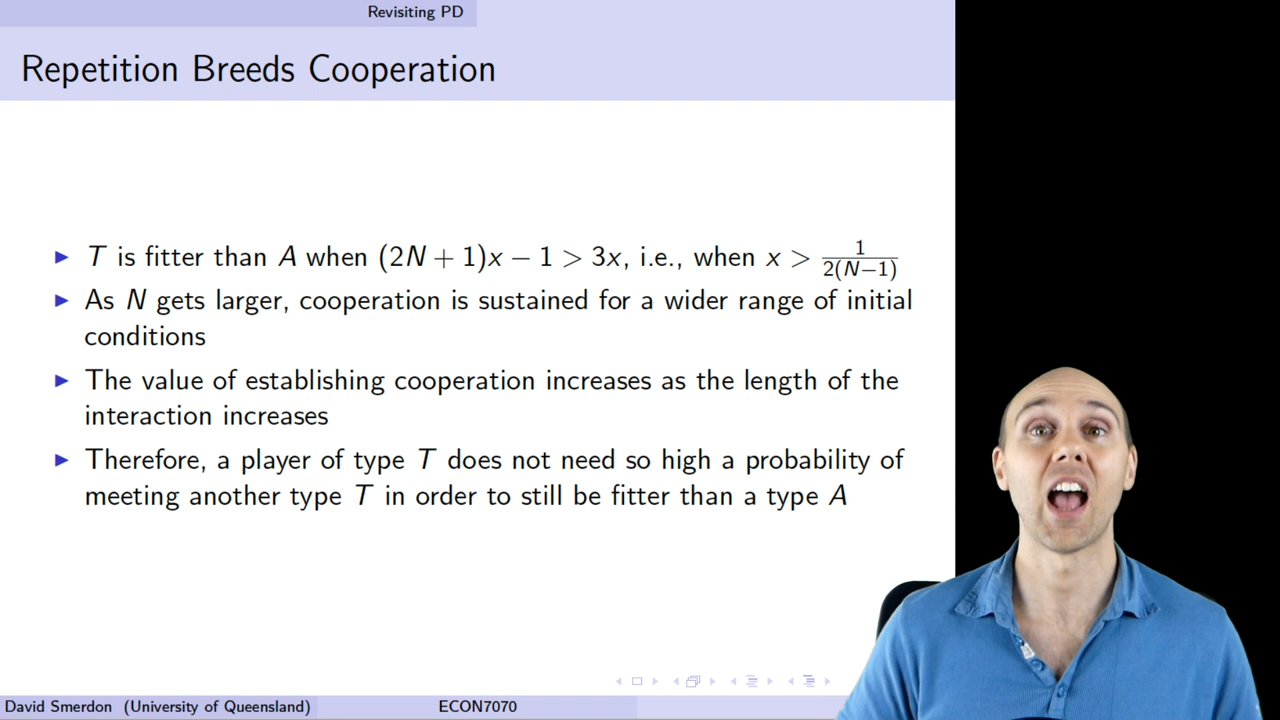 Revisiting PD
Repetition Breeds Cooperation
▶ T is fitter than A when (2N + 1)x − 1 > 3x, i.e., when x > 1/2(N−1)
▶ As N gets larger, cooperation is sustained for a wider range of initial
conditions
▶ The value of establishing cooperation increases as the length of the
interaction increases
▶ Therefore, a player of type T does not need so high a probability of
meeting another type T in order to still be fitter than a type A
David Smerdon (University of Queensland) ECON7070